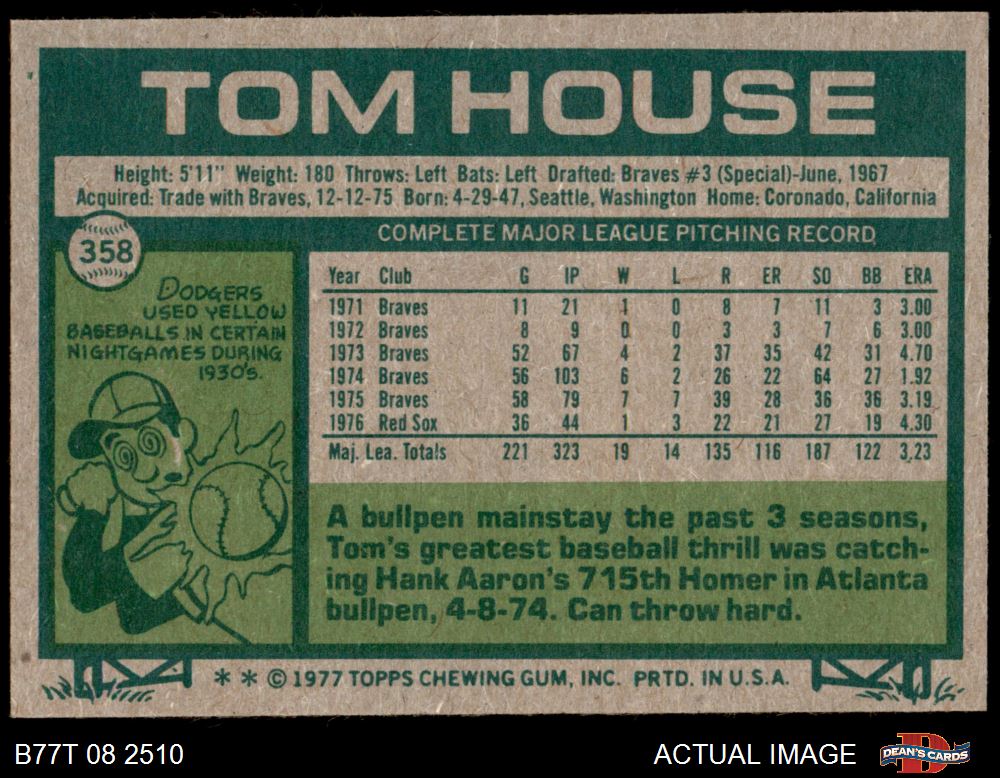 TOM HOUSE
Height: 5'11" Weight: 180 Throws: Left Bats: Left Drafted: Braves #3 (Special)-June, 1967
Acquired: Trade with Braves, 12-12-75 Born: 4-29-47, Seattle, Washington Home: Coronado, California
358
DODGERS
USED YELLOW
BASEBALLS IN CERTAIN
NIGHTGAMES DURING
1930'S.
COMPLETE MAJOR LEAGUE PITCHING RECORD
Year Club G IP W L R ER SO BB ERA
1971 Braves 11 21 1 0 8 7 11 3 3.00
1972 Braves 8 9 0 0 3 3 7 6 3.00
1973 Braves 52 67 4 2 37 35 42 31 4.70
1974 Braves 56 103 6 2 26 22 64 27 1.92
1975 Braves 58 79 7 7 39 28 36 36 3.19
1976 Red Sox 36 44 1 3 22 21 27 19 4.30
Maj. Lea. Totals 221 323 19 14 135 116 187 122 3.23
A bullpen mainstay the past 3 seasons,
Tom's greatest baseball thrill was catch-
ing Hank Aaron's 715th Homer in Atlanta
bullpen, 4-8-74. Can throw hard.
* * © 1977 TOPPS CHEWING GUM, INC. PRTD. IN U.S.A.
B77T 08 2510
ACTUAL IMAGE
D
DEAN'S CARDS